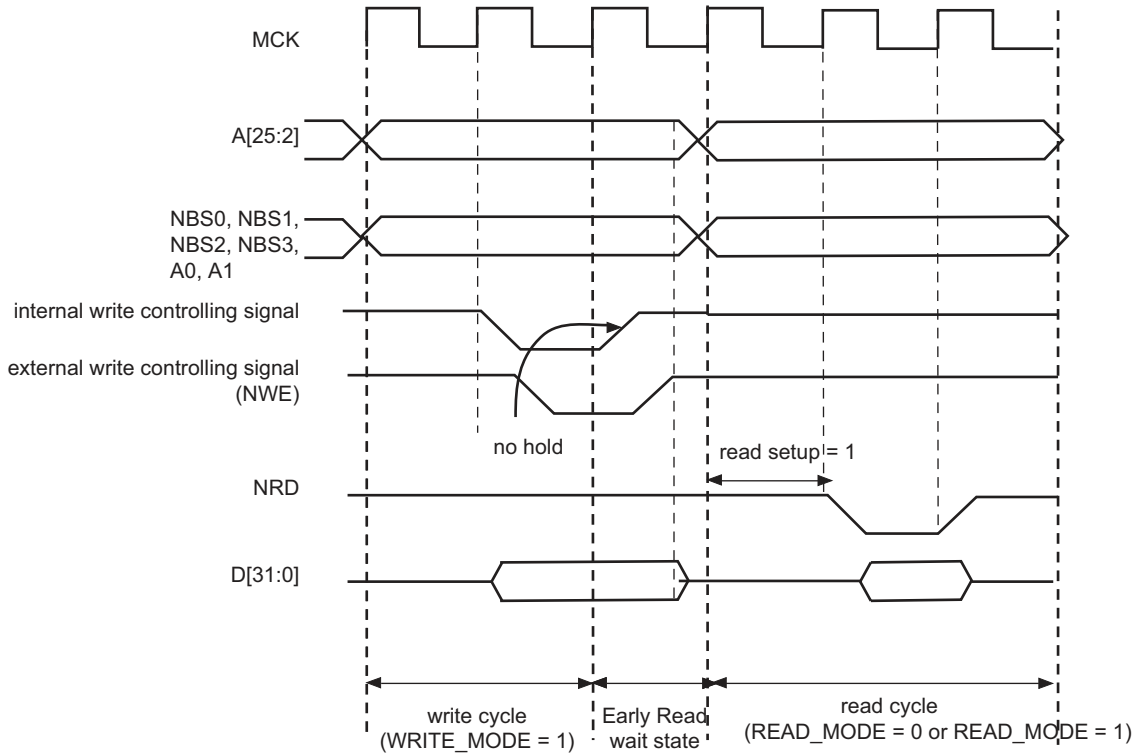 MCK
A[25:2]
NBS0, NBS1,
NBS2, NBS3,
A0, A1
internal write controlling signal
external write controlling signal
(NWE)
no hold
read setup = 1
NRD
D[31:0]
write cycle
(WRITE_MODE = 1)
Early Read
wait state
read cycle
(READ_MODE = 0 or READ_MODE = 1)